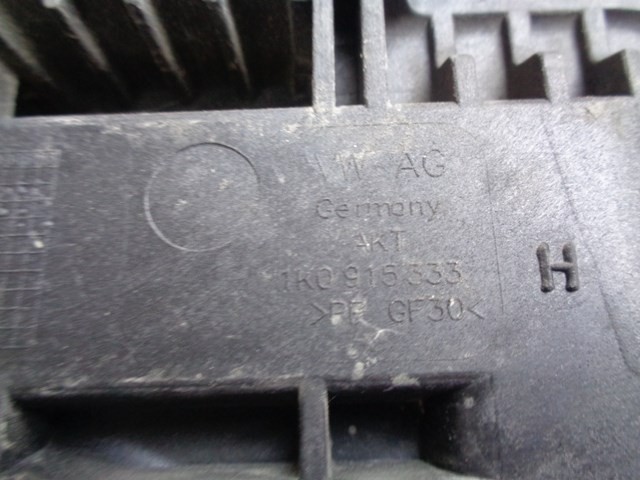 VW AG
Germany
AKT
1K0 915 333
>PP GF30<
H